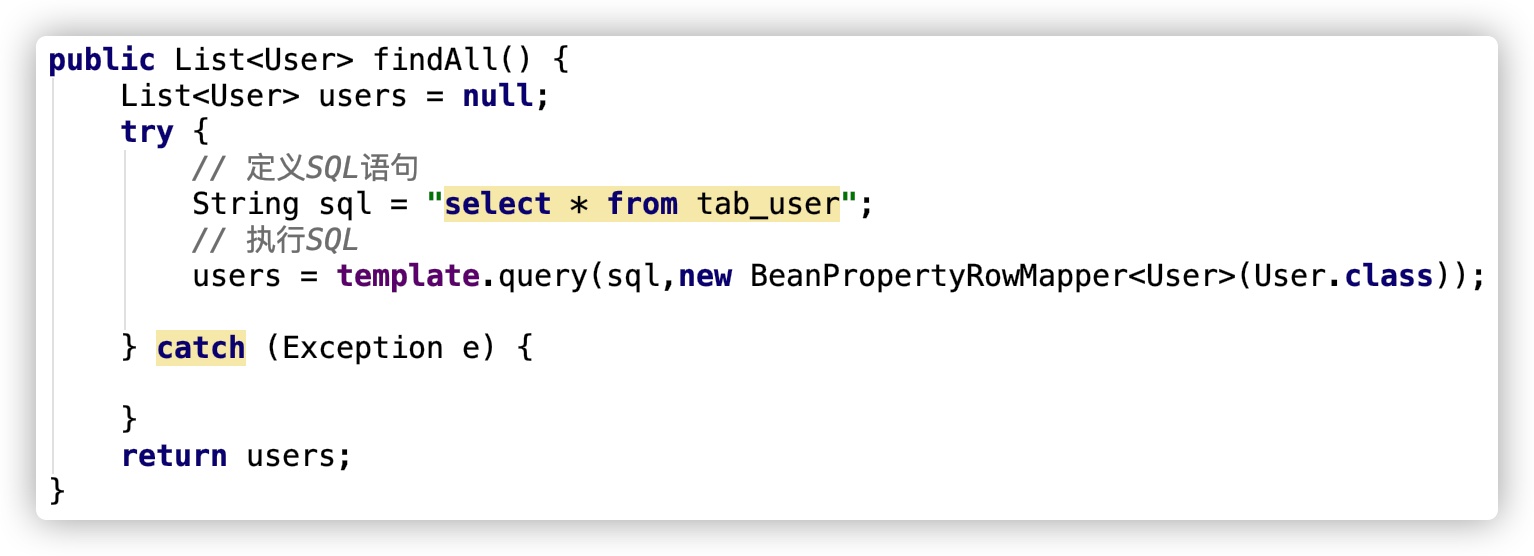 public List<User> findAll() {
    List<User> users = null;
    try {
        // 定义SQL语句
        String sql = "select * from tab_user";
        // 执行SQL
        users = template.query(sql,new BeanPropertyRowMapper<User>(User.class));
    } catch (Exception e) {
    }
    return users;
}